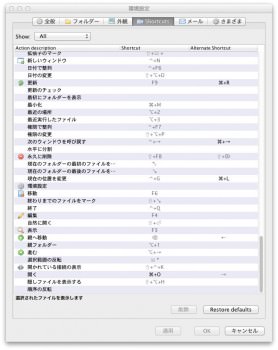 環境設定
全般 フォルダー 外観 Shortcuts メール さまざま
Show: All
Action description Shortcut Alternate Shortcut
拡張子のマーク
新しいウィンドウ ^N
日付で整列 ^F8
日付の変更
更新 F9 ⌘R
更新のチェック
最初にフォルダーを表示
最小化 ⌘M
最近の場所 ⌥2
最近実行したファイル ⌥3
種類で整列 ^F7
権限の変更
次のウィンドウを呼び戻す
水平に分割
永久に削除 ⇧F8
現在のフォルダーの最初のファイルを…
現在のフォルダーの最後のファイルを…
現在の位置を変更 ^G ⌘L
環境設定
移動 F6
終わりまでのファイルをマーク
終了 ^Q
編集 F4
自然に開く
表示 F3
親へ移動
親フォルダー ⌥1
進む
選択範囲の反転
開かれている接続の表示
開く ⌘O
隠しファイルを表示する
順序の反転
選択されたファイルを表示します
削除 Restore defaults
適用 OK キャンセル